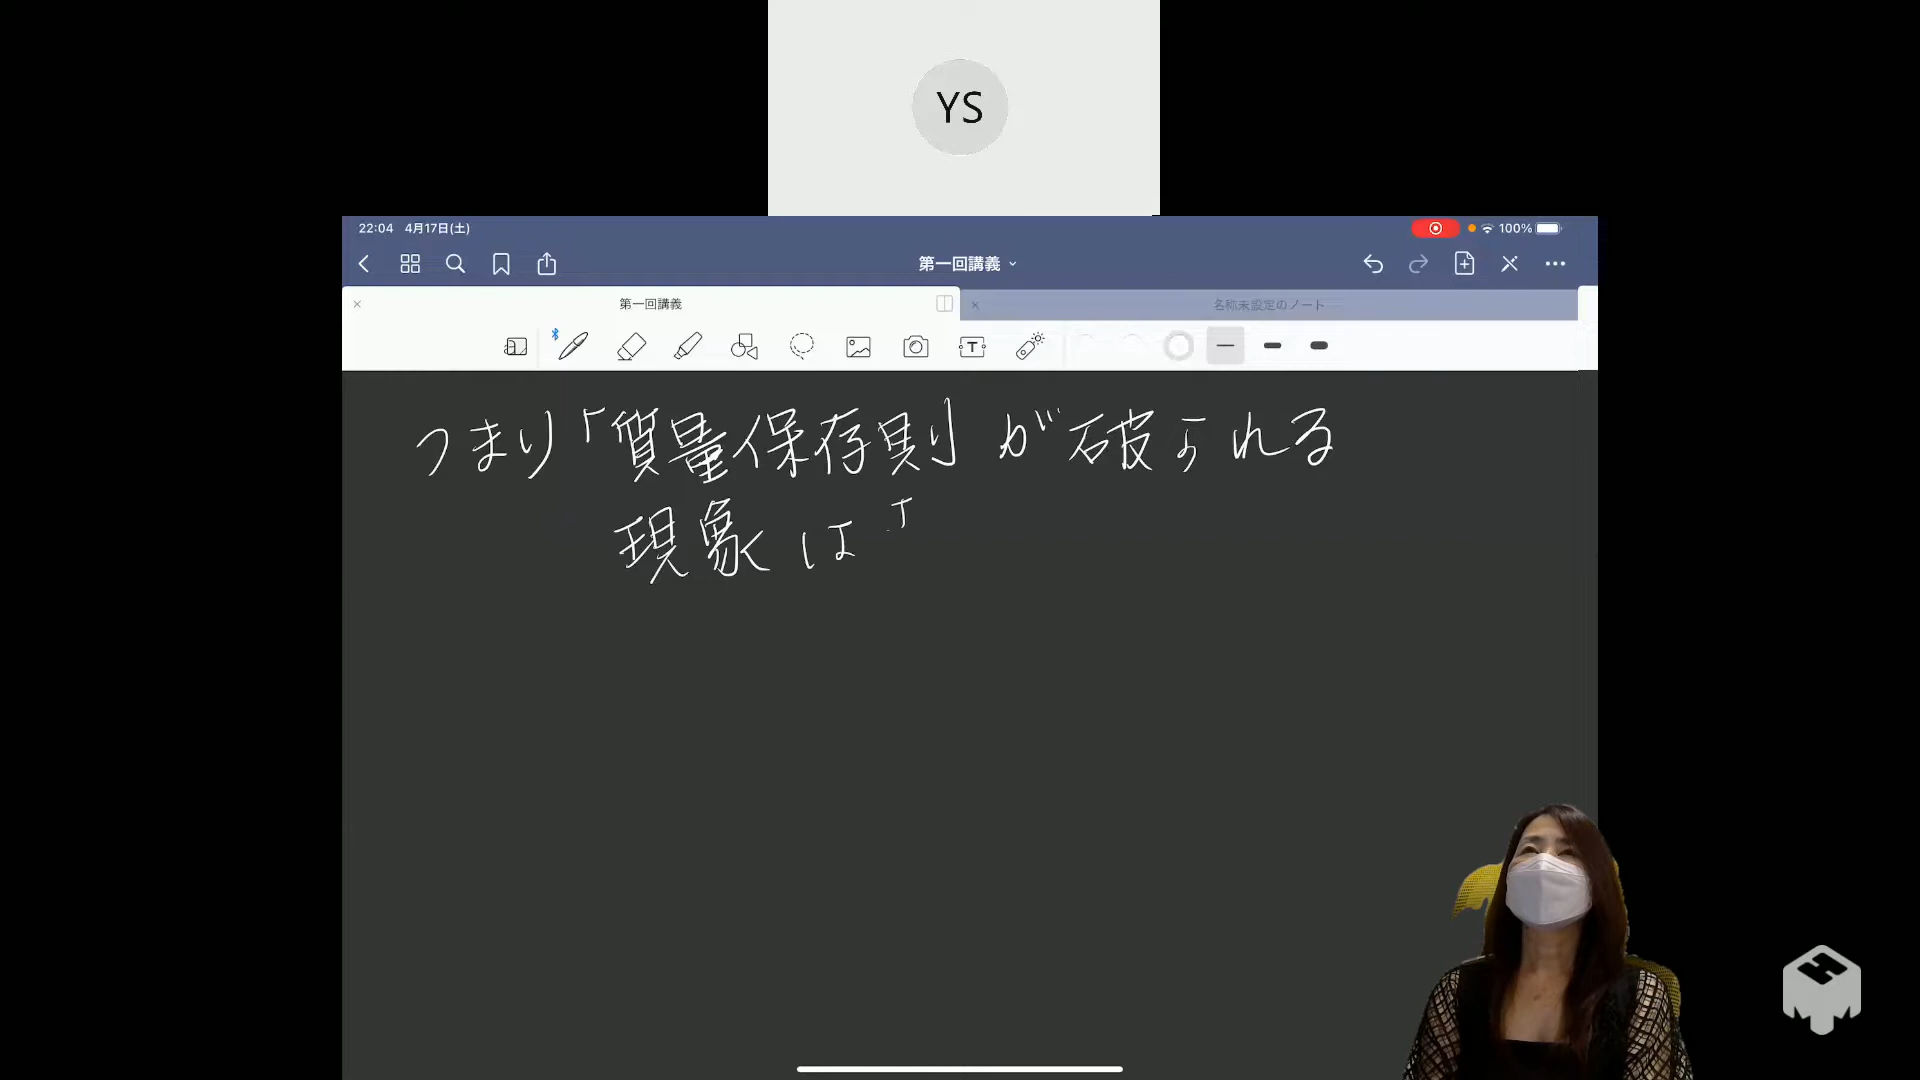 YS
22:04 4月17日(土)
100%
第一回講義
第一回講義
名称未設定のノート
つまり「質量保存則」が破られる
現象は